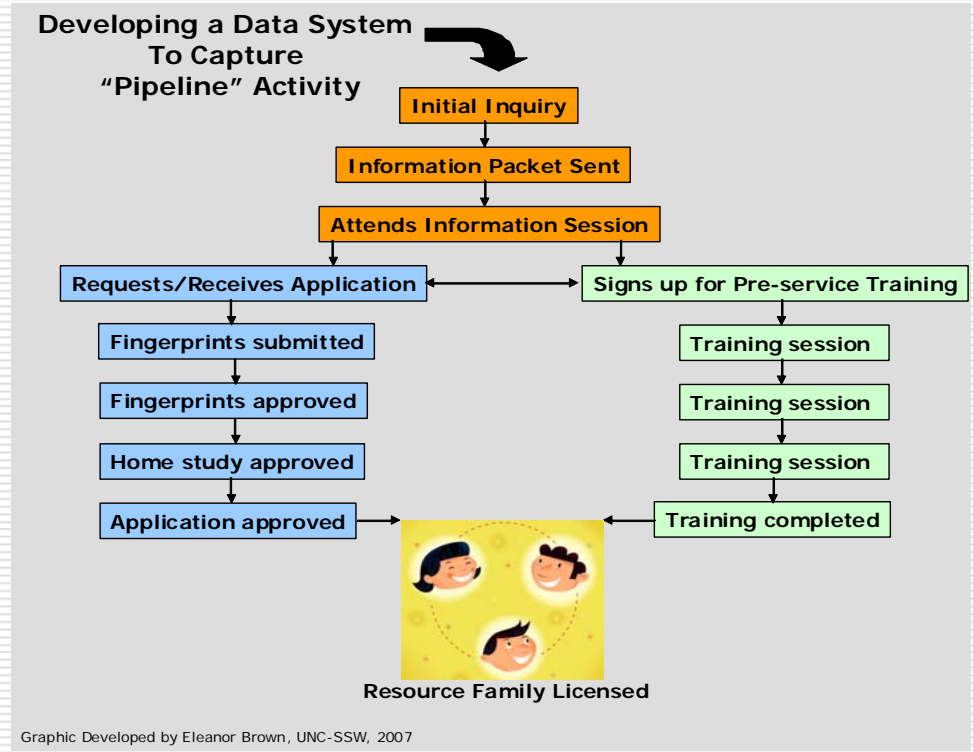 Developing a Data System
To Capture
“Pipeline” Activity
Initial Inquiry
Information Packet Sent
Attends Information Session
Requests/Receives Application
Signs up for Pre-service Training
Fingerprints submitted
Training session
Fingerprints approved
Training session
Home study approved
Training session
Application approved
Training completed
Resource Family Licensed
Graphic Developed by Eleanor Brown, UNC-SSW, 2007